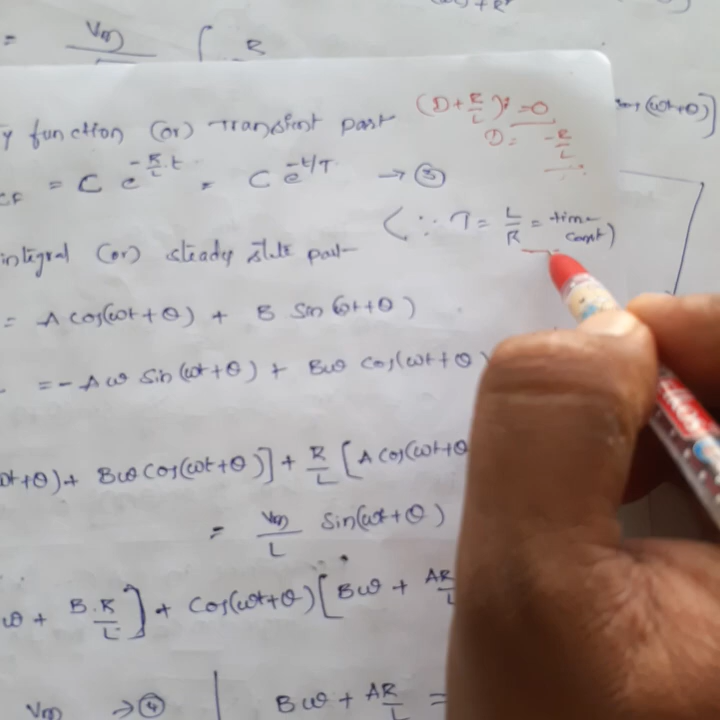 = Vm ∫ R
y function (or) Transient part (D + R/L) i = 0
D = -R/L
CF = C e^(-R/L t) = C e^(-t/T) → ③
(∵ T = L/R = time const)
integral (or) steady state part
= A cos(ωt + θ) + B Sin(ωt + θ)
= - Aω Sin(ωt + θ) + Bω Cos(ωt + θ)
ωt + θ) + Bω Cos(ωt + θ)] + R/L [A Cos(ωt + θ
= Vm/L Sin(ωt + θ)
ω + B.R/L] + Cos(ωt + θ) [Bω + AR/L
Vm → ④ | Bω + AR/L =